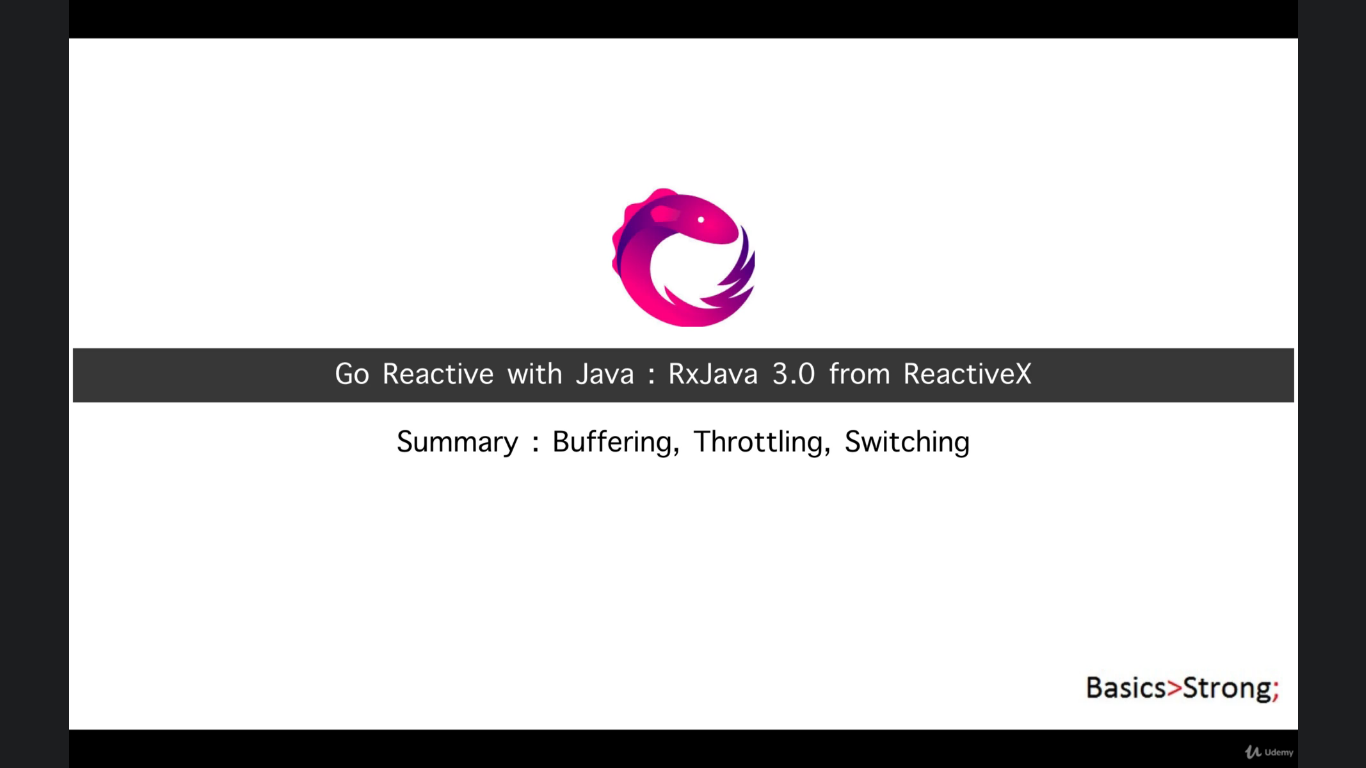 Go Reactive with Java : RxJava 3.0 from ReactiveX
Summary : Buffering, Throttling, Switching
Basics>Strong;
Udemy